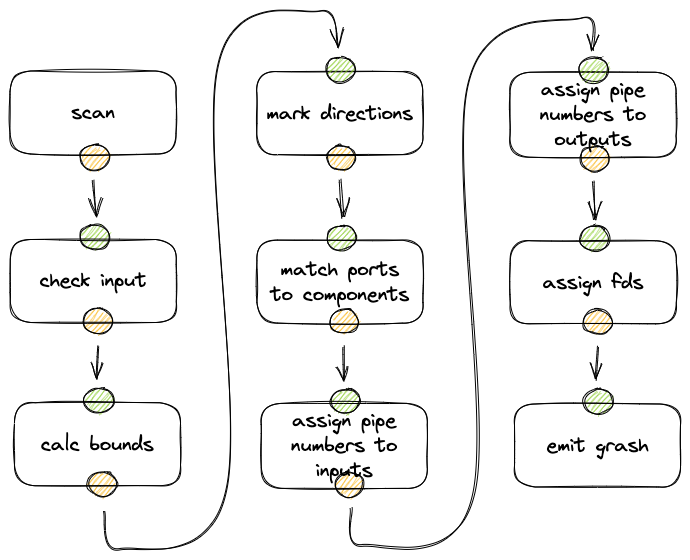 scan
check input
calc bounds
mark directions
match ports
to components
assign pipe
numbers to
inputs
assign pipe
numbers to
outputs
assign fds
emit grash